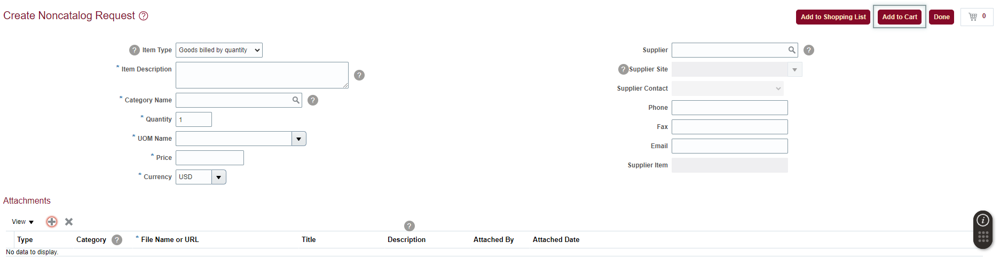 Create Noncatalog Request ?
Add to Shopping List
Add to Cart
Done
0
? Item Type
Goods billed by quantity
* Item Description
?
* Category Name
?
* Quantity
1
* UOM Name
* Price
* Currency
USD
Supplier
?
? Supplier Site
Supplier Contact
Phone
Fax
Email
Supplier Item
Attachments
View
?
i
Type Category ? * File Name or URL Title Description Attached By Attached Date
No data to display.